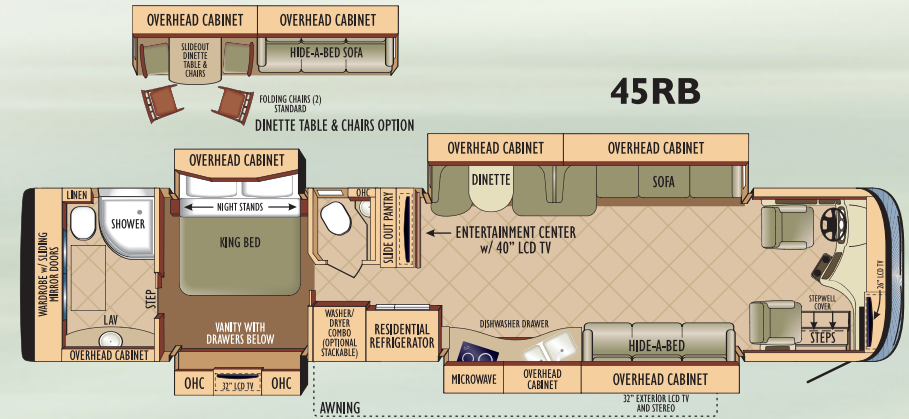 OVERHEAD CABINET
OVERHEAD CABINET
SLIDEOUT
DINETTE
TABLE &
CHAIRS
HIDE-A-BED SOFA
FOLDING CHAIRS (2)
STANDARD
DINETTE TABLE & CHAIRS OPTION
45RB
OVERHEAD CABINET
OVERHEAD CABINET
OVERHEAD CABINET
LINEN
SHOWER
NIGHT STANDS
KING BED
OHC
SLIDE OUT PANTRY
DINETTE
SOFA
ENTERTAINMENT CENTER
w/ 40" LCD TV
WARDROBE w/ SLIDING
MIRROR DOORS
STEP
LAV
OVERHEAD CABINET
VANITY WITH
DRAWERS BELOW
OHC
32" LCD TV
OHC
WASHER/
DRYER
COMBO
(OPTIONAL
STACKABLE)
RESIDENTIAL
REFRIGERATOR
DISHWASHER DRAWER
HIDE-A-BED
STEPWELL
COVER
STEPS
26" LCD TV
MICROWAVE
OVERHEAD
CABINET
OVERHEAD CABINET
32" EXTERIOR LCD TV
AND STEREO
AWNING